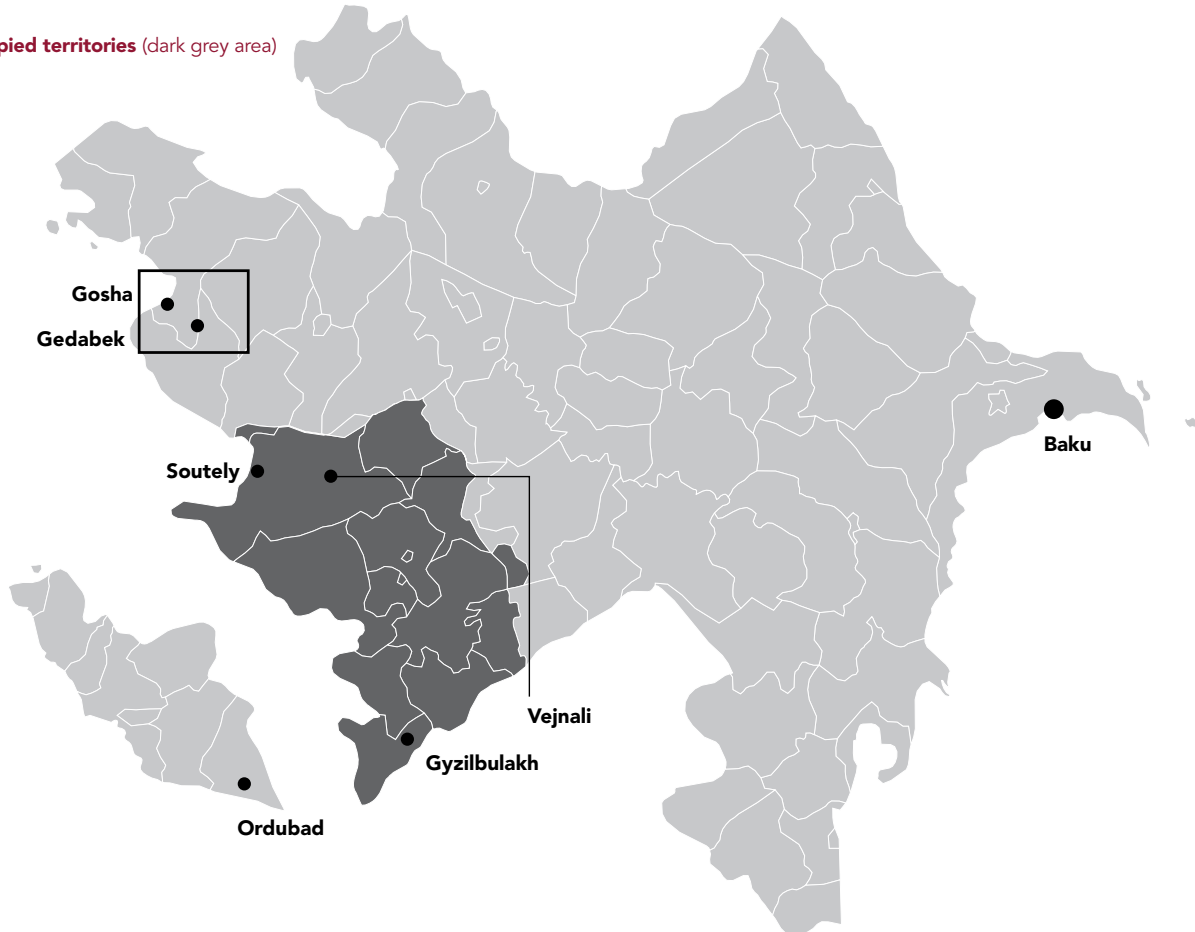 pied territories (dark grey area)
Gosha
Gedabek
Soutely
Baku
Vejnali
Gyzilbulakh
Ordubad